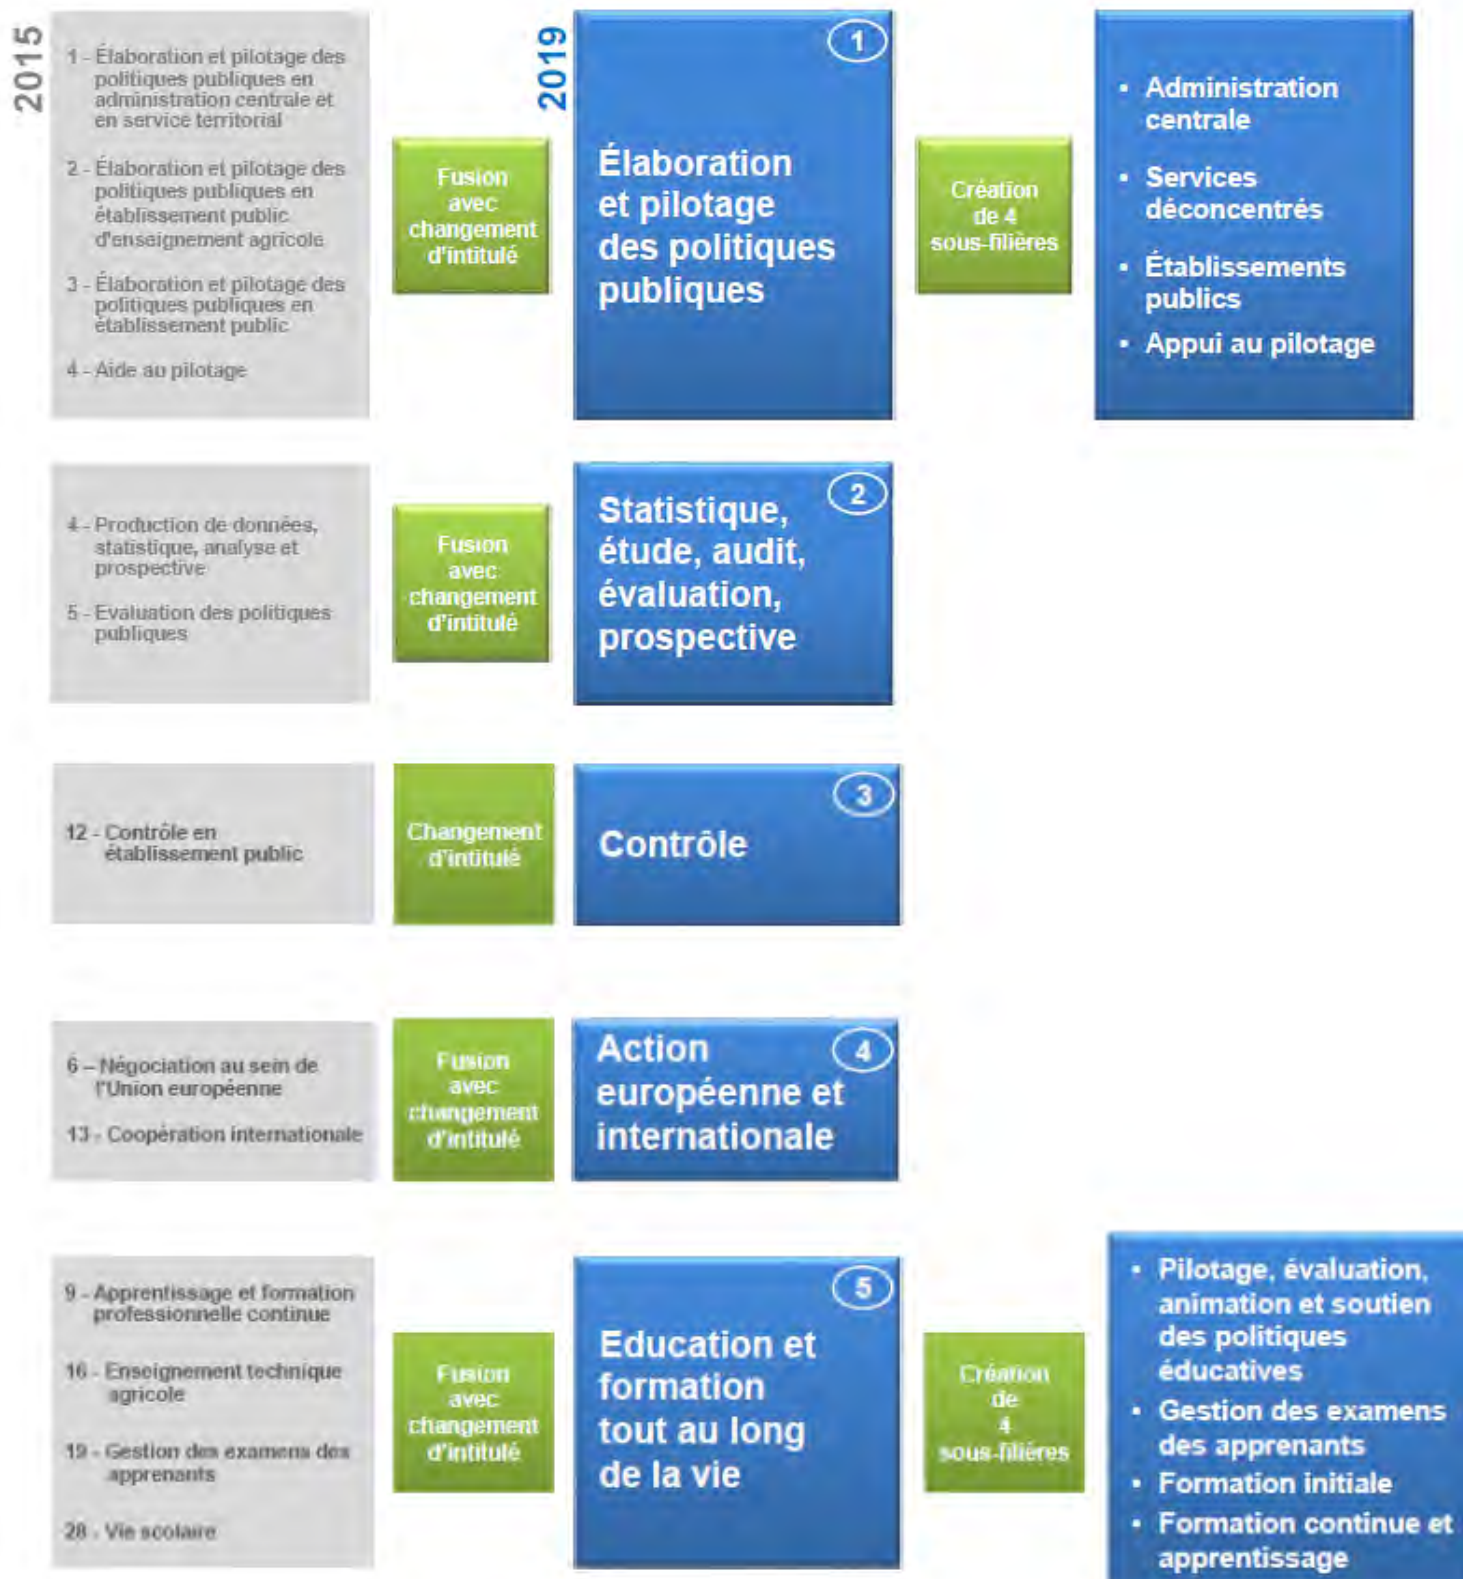 2015
1 - Élaboration et pilotage des
politiques publiques en
administration centrale et
en service territorial
2 - Élaboration et pilotage des
politiques publiques en
établissement public
d'enseignement agricole
3 - Élaboration et pilotage des
politiques publiques en
établissement public
4 - Aide au pilotage
Fusion
avec
changement
d'intitulé
2019
1
Élaboration
et pilotage
des politiques
publiques
Création
de 4
sous-filières
• Administration
centrale
• Services
déconcentrés
• Établissements
publics
• Appui au pilotage
4 - Production de données,
statistique, analyse et
prospective
5 - Evaluation des politiques
publiques
Fusion
avec
changement
d'intitulé
2
Statistique,
étude, audit,
évaluation,
prospective
12 - Contrôle en
établissement public
Changement
d'intitulé
3
Contrôle
6 – Négociation au sein de
l'Union européenne
13 - Coopération internationale
Fusion
avec
changement
d'intitulé
4
Action
européenne et
internationale
9 - Apprentissage et formation
professionnelle continue
16 - Enseignement technique
agricole
19 - Gestion des examens des
apprenants
28 - Vie scolaire
Fusion
avec
changement
d'intitulé
5
Education et
formation
tout au long
de la vie
Création
de
4
sous-filières
• Pilotage, évaluation,
animation et soutien
des politiques
éducatives
• Gestion des examens
des apprenants
• Formation initiale
• Formation continue et
apprentissage